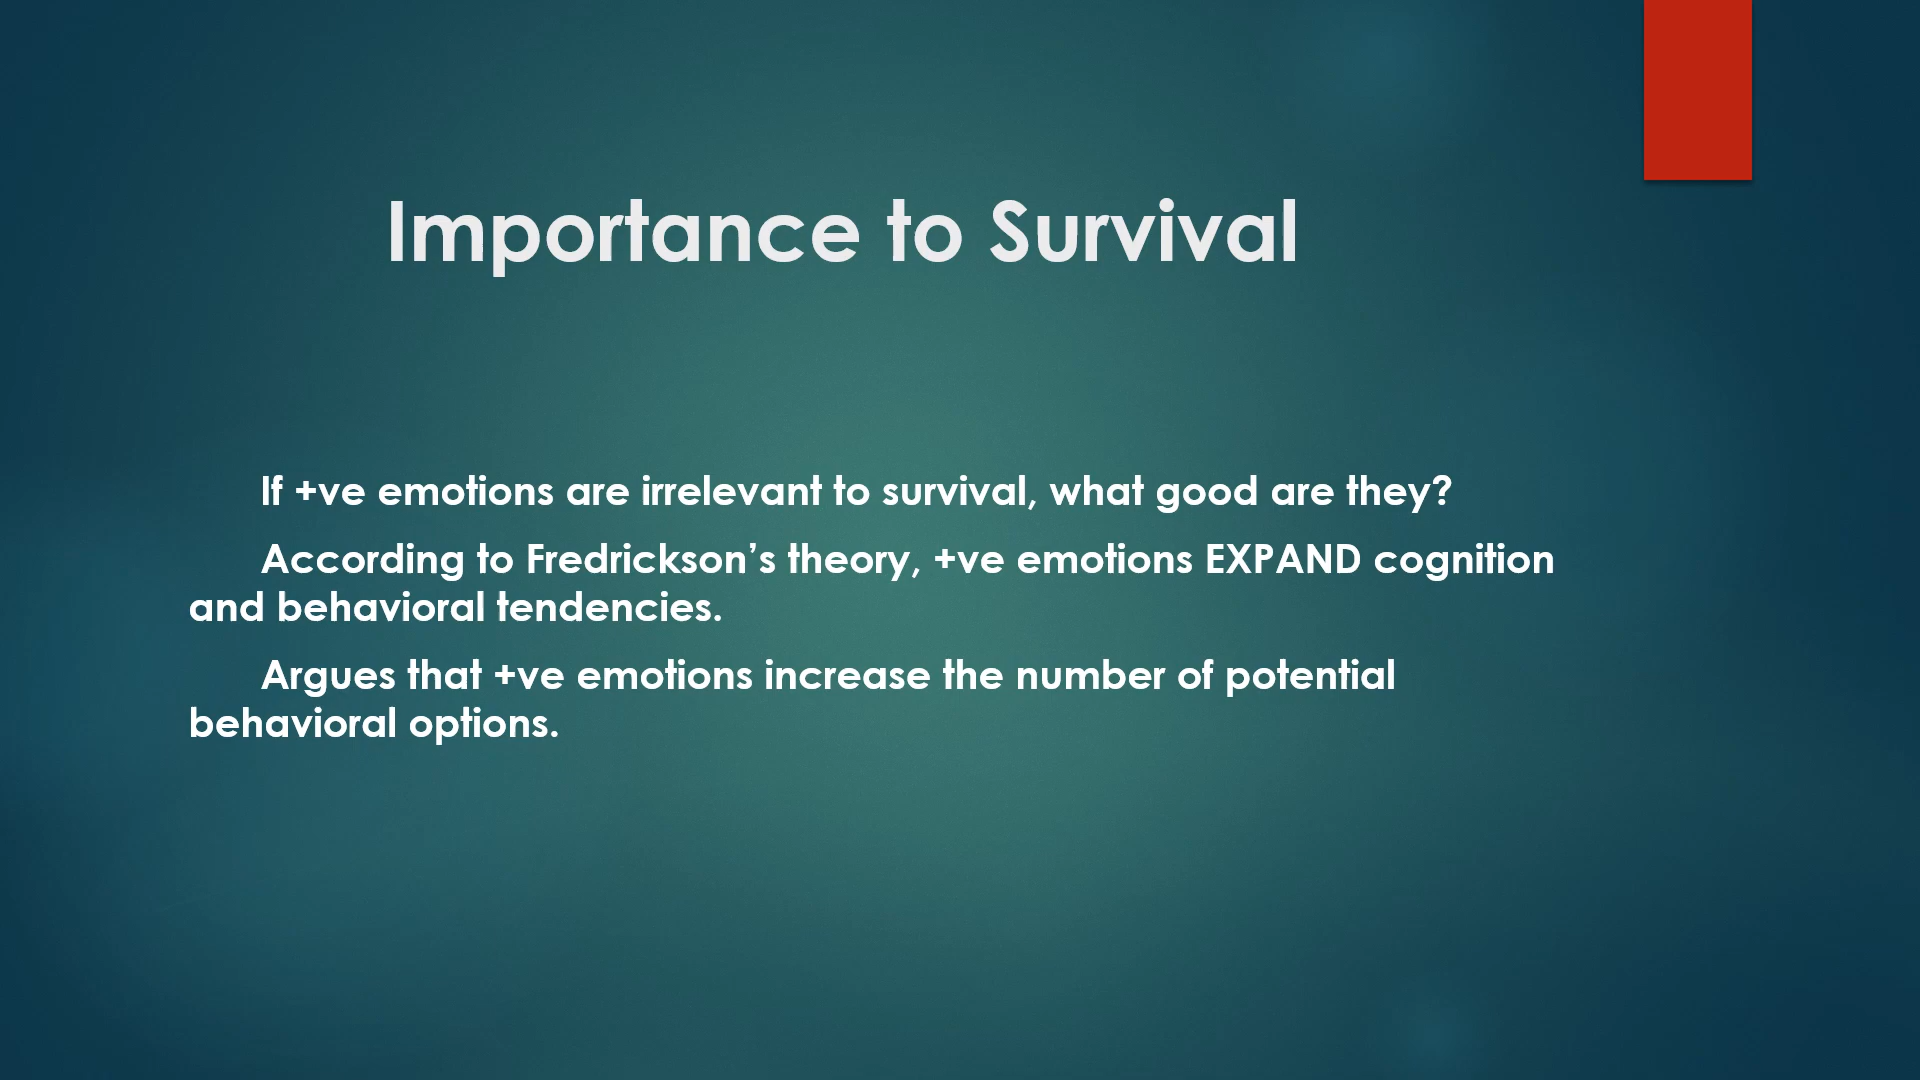 Importance to Survival
If +ve emotions are irrelevant to survival, what good are they?
According to Fredrickson’s theory, +ve emotions EXPAND cognition
and behavioral tendencies.
Argues that +ve emotions increase the number of potential
behavioral options.